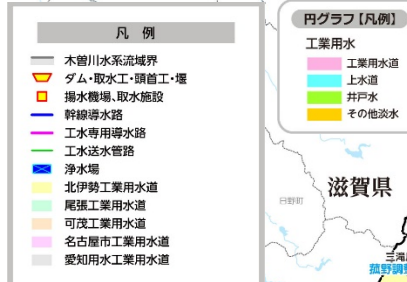 凡 例
木曽川水系流域界
ダム・取水工・頭首工・堰
揚水機場、取水施設
幹線導水路
工水専用導水路
工水送水管路
浄水場
北伊勢工業用水道
尾張工業用水道
可茂工業用水道
名古屋市工業用水道
愛知用水工業用水道
円グラフ【凡例】
工業用水
工業用水道
上水道
井戸水
その他淡水
日野町
滋賀県
三滝
菰野調整